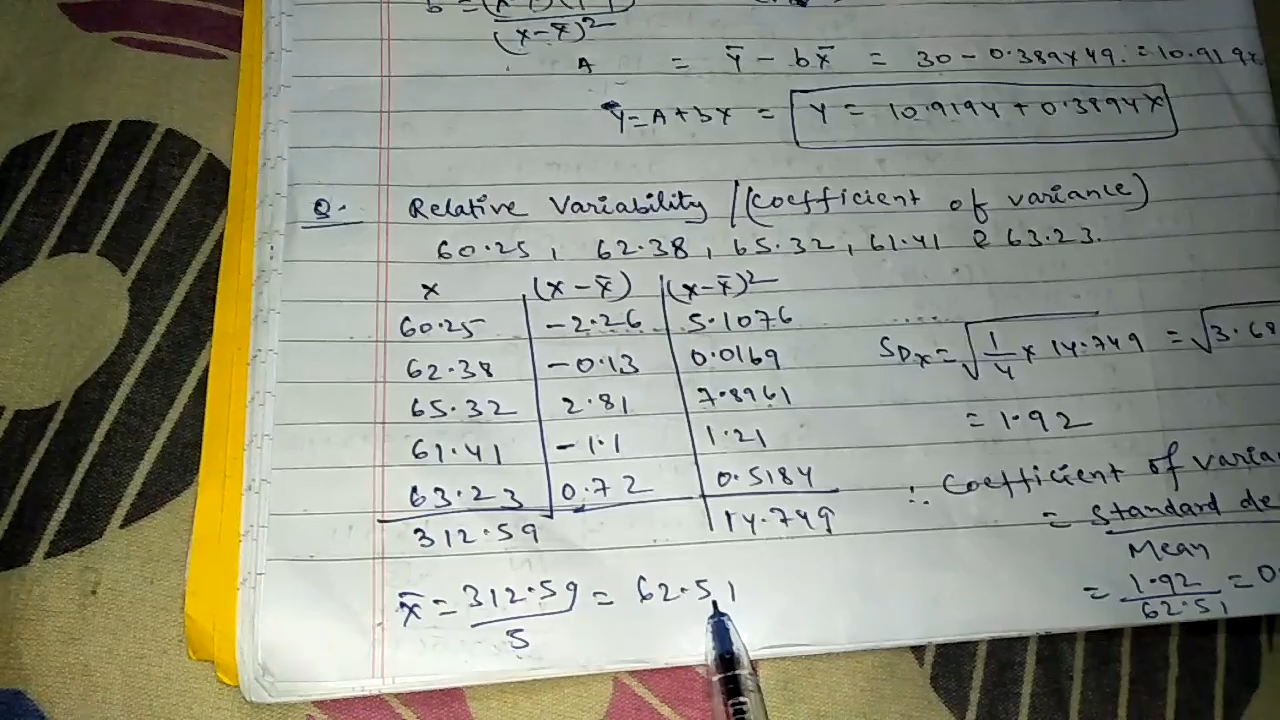 b =
(x-x̄)²
A = Ȳ - bx̄ = 30 - 0.389x49. = 10.919
Y = A + bx = Y = 10.9194 + 0.3894x
Q. Relative Variability / (Coefficient of variance)
60.25, 62.38, 65.32, 61.41 & 63.23.
x (x-x̄) (x-x̄)²
60.25 -2.26 5.1076
62.38 -0.13 0.0169
65.32 2.81 7.8961
61.41 -1.1 1.21
63.23 0.72 0.5184
312.59 14.749
x̄ = 312.59/5 = 62.51
SDx = √1/4 x 14.749 = √3.68
= 1.92
∴ Coefficient of varia
= Standard de
Mean
= 1.92/62.51 = 0